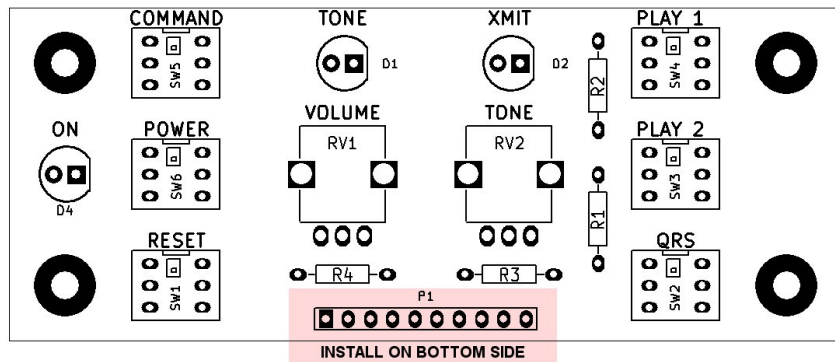 COMMAND TONE XMIT PLAY 1
SW5 D1 D2 R2 SW4
VOLUME TONE
ON POWER RV1 RV2 PLAY 2
D4 SW6 R1 SW3
RESET QRS
SW1 R4 R3 SW2
P1
INSTALL ON BOTTOM SIDE